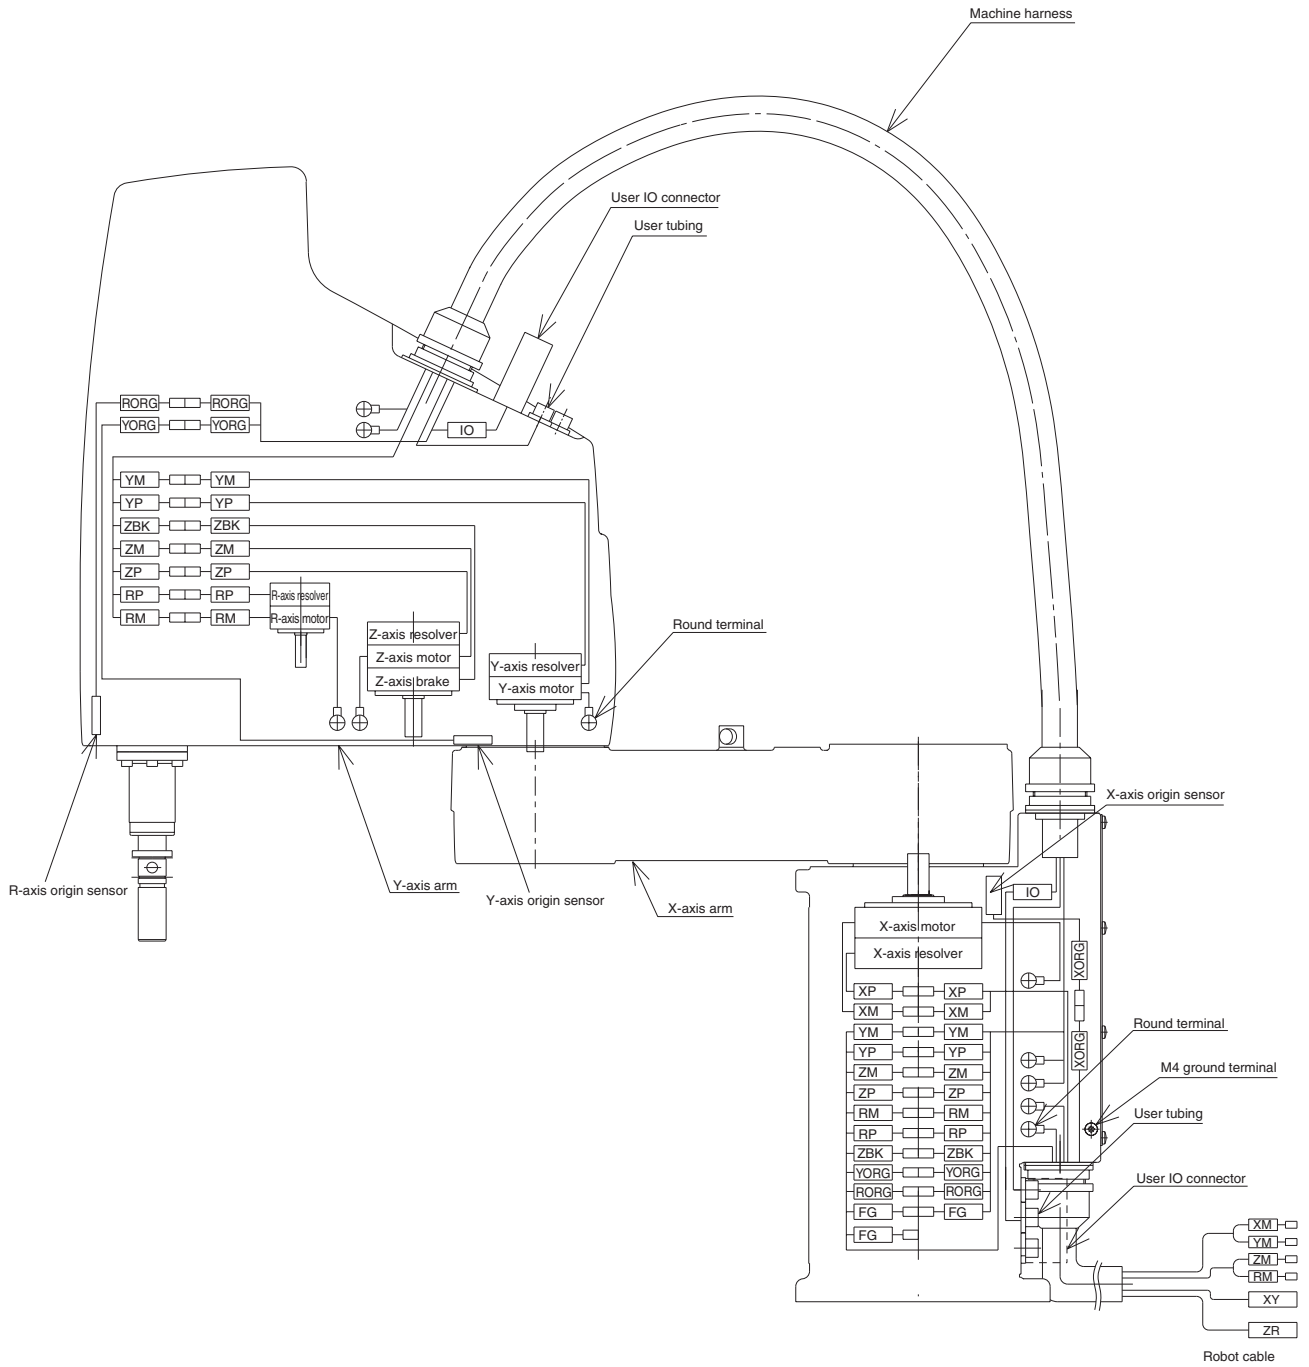 Machine harness
User IO connector
User tubing
RORG RORG
YORG YORG
IO
YM YM
YP YP
ZBK ZBK
ZM ZM
ZP ZP
RP RP R-axis resolver
RM RM R-axis motor
Z-axis resolver
Z-axis motor
Z-axis brake
Y-axis resolver
Y-axis motor
Round terminal
R-axis origin sensor
Y-axis arm
Y-axis origin sensor
X-axis arm
X-axis origin sensor
IO
X-axis motor
X-axis resolver
XORG
XORG
XP XP
XM XM
YM YM
YP YP
ZM ZM
ZP ZP
RM RM
RP RP
ZBK ZBK
YORG YORG
RORG RORG
FG FG
FG
Round terminal
M4 ground terminal
User tubing
User IO connector
XM
YM
ZM
RM
XY
ZR
Robot cable